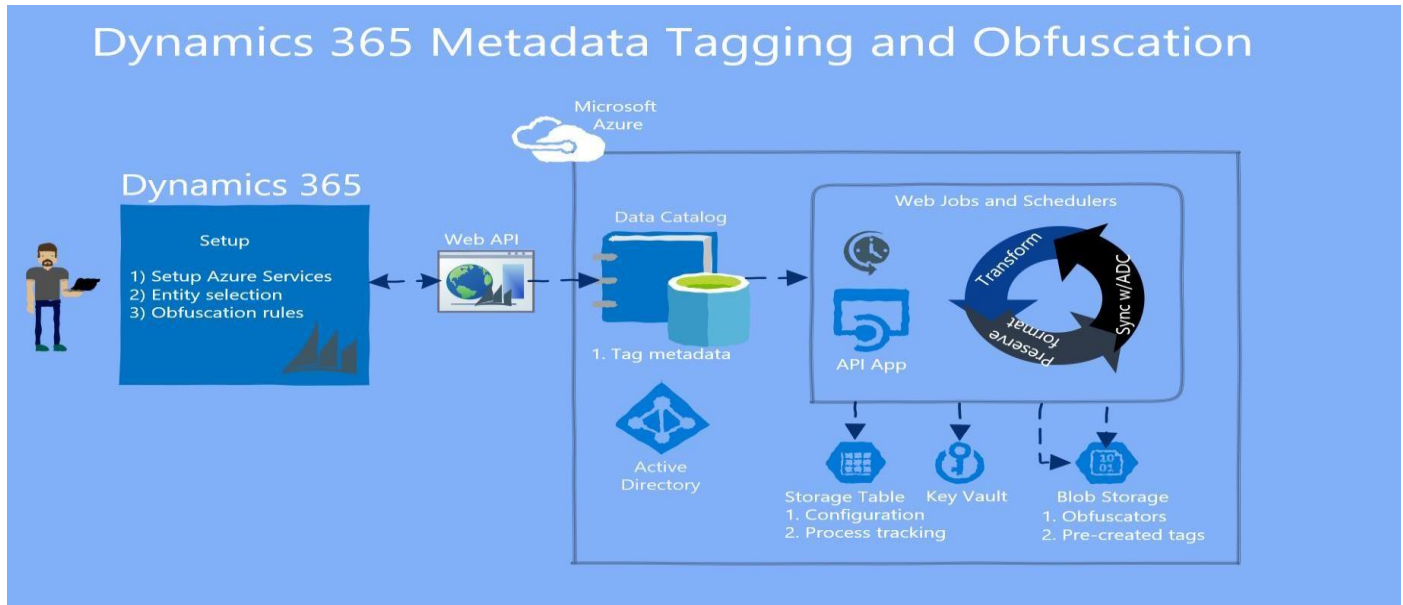 Dynamics 365 Metadata Tagging and Obfuscation
Microsoft
Azure
Dynamics 365
Setup
1) Setup Azure Services
2) Entity selection
3) Obfuscation rules
Web API
Data Catalog
1. Tag metadata
Active
Directory
Web Jobs and Schedulers
API App
Transform
Sync w/ADC
Preserve
format
Storage Table
1. Configuration
2. Process tracking
Key Vault
10
01
Blob Storage
1. Obfuscators
2. Pre-created tags